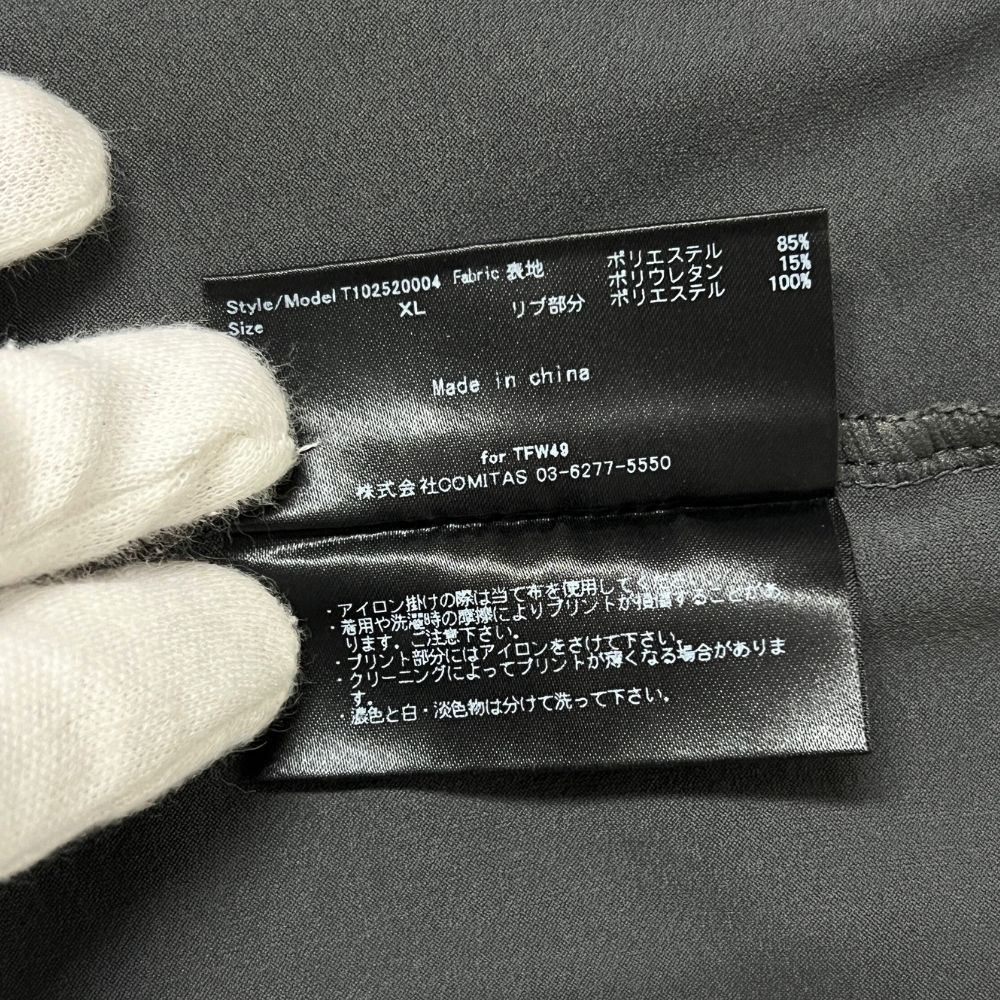 Style/Model T102520004 Fabric 表地 ポリエステル 85%
ポリウレタン 15%
Size XL リブ部分 ポリエステル 100%
Made in china
for TFW49
株式会社COMITAS 03-6277-5550
・アイロン掛けの際は当て布を使用してください。
・着用や洗濯時の摩擦によりプリントが損傷することがあ
ります。ご注意下さい。
・プリント部分にはアイロンをさけて下さい。
・クリーニングによってプリントが薄くなる場合がありま
す。
・濃色と白・淡色物は分けて洗って下さい。